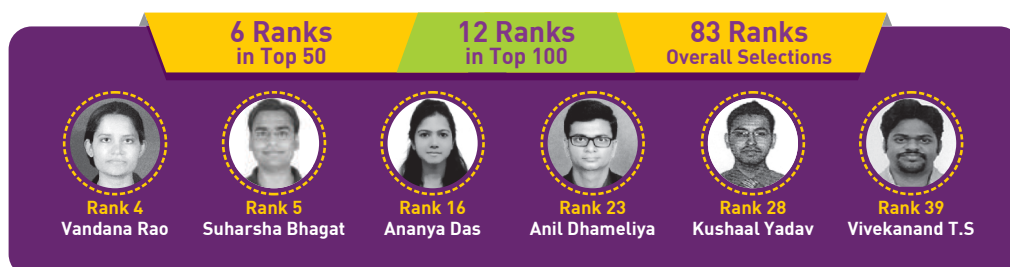 6 Ranks
in Top 50
12 Ranks
in Top 100
83 Ranks
Overall Selections
Rank 4
Vandana Rao
Rank 5
Suharsha Bhagat
Rank 16
Ananya Das
Rank 23
Anil Dhameliya
Rank 28
Kushaal Yadav
Rank 39
Vivekanand T.S